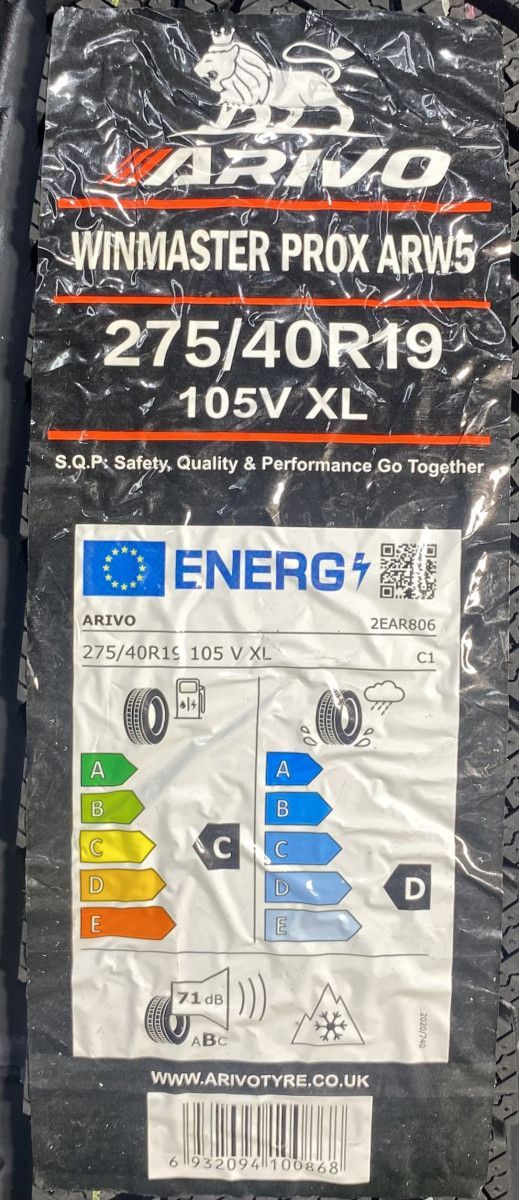 ARIVO
WINMASTER PROX ARW5
275/40R19
105V XL
S.Q.P: Safety, Quality & Performance Go Together
ENERG
ARIVO 2EAR806
275/40R19 105 V XL C1
A A
B B
C C C
D D D
E E
71 dB
ABC
2020/740
WWW.ARIVOTYRE.CO.UK
6 932094 100868